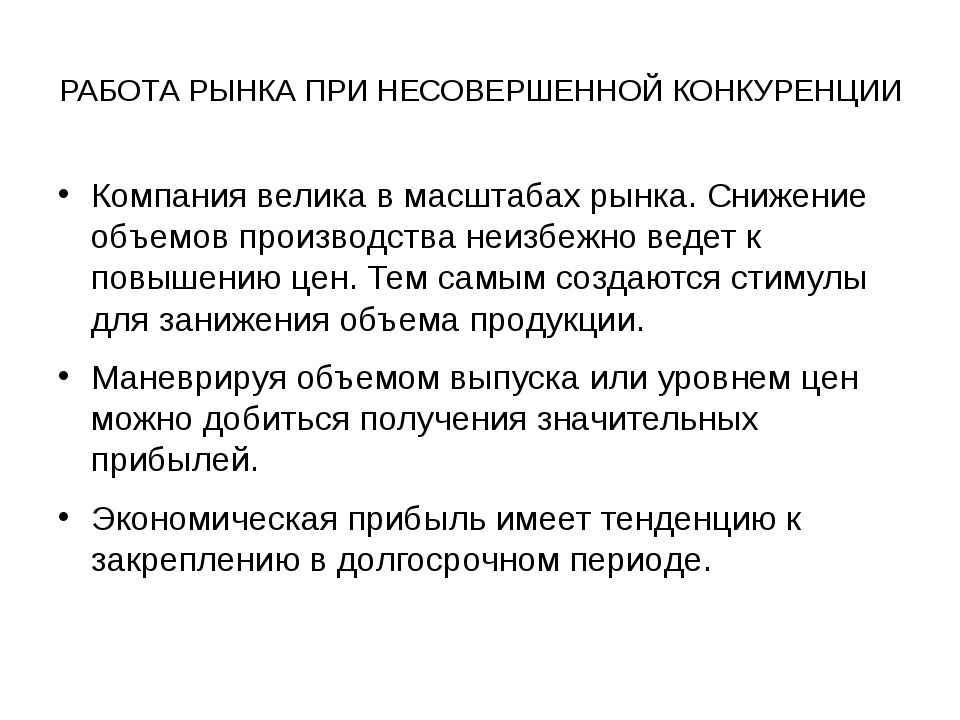 РАБОТА РЫНКА ПРИ НЕСОВЕРШЕННОЙ КОНКУРЕНЦИИ
• Компания велика в масштабах рынка. Снижение
объемов производства неизбежно ведет к
повышению цен. Тем самым создаются стимулы
для занижения объема продукции.
• Маневрируя объемом выпуска или уровнем цен
можно добиться получения значительных
прибылей.
• Экономическая прибыль имеет тенденцию к
закреплению в долгосрочном периоде.